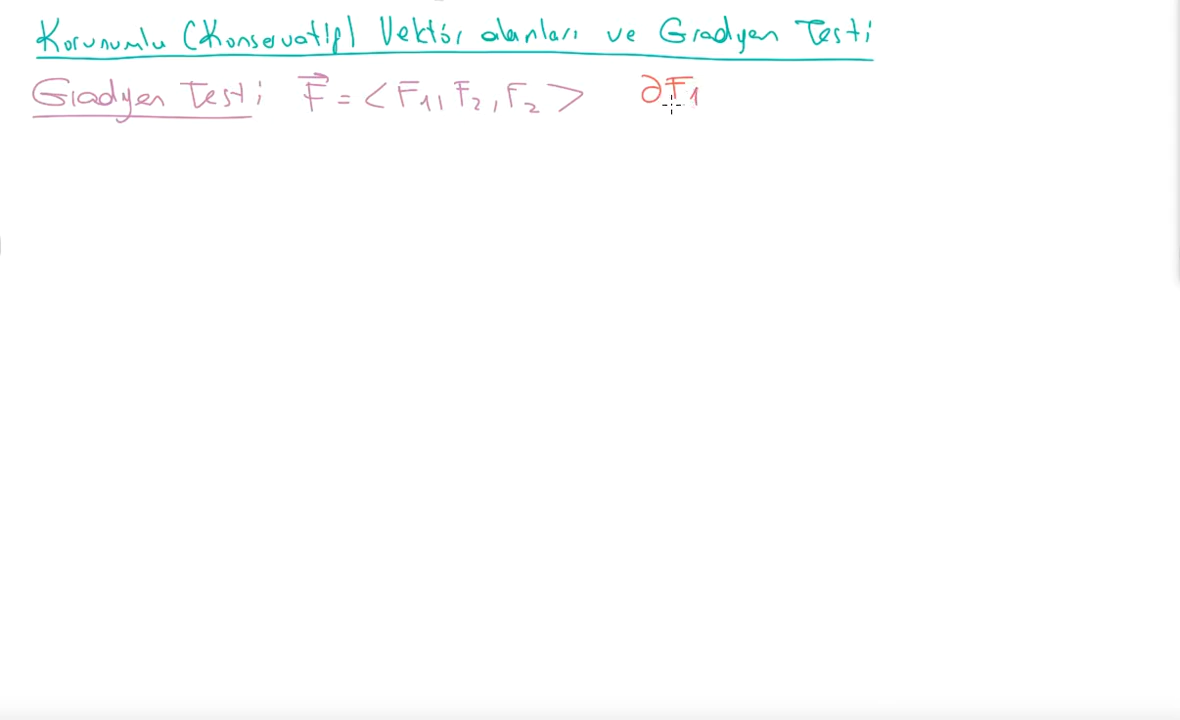 Korunumlu (Konservatif) Vektör alanları ve Gradyen Testi
Gradyen Testi F⃗ = < F₁, F₂, F₂ > ∂F₁